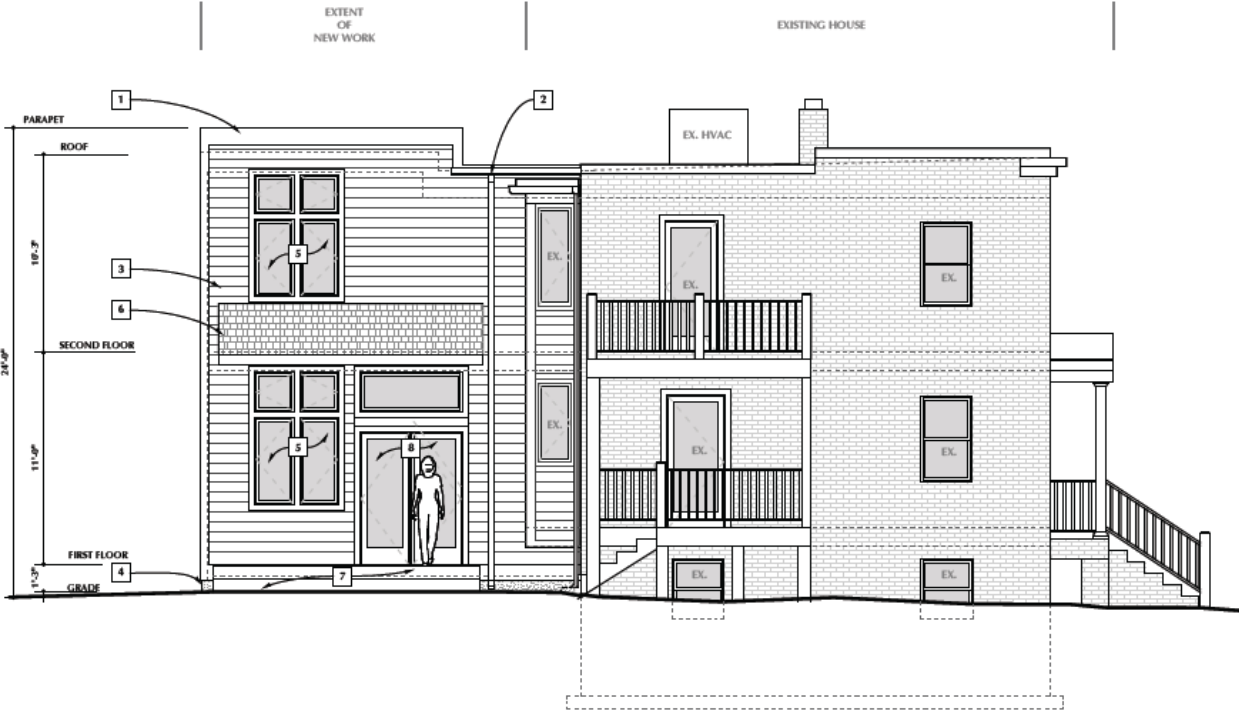 EXTENT
OF
NEW WORK
EXISTING HOUSE
1
2
PARAPET
EX. HVAC
ROOF
16'-3"
5
EX.
EX.
EX.
3
6
SECOND FLOOR
24'-0"
11'-0"
5
8
EX.
EX.
EX.
FIRST FLOOR
4
7
EX.
EX.
1'-3"
GRADE